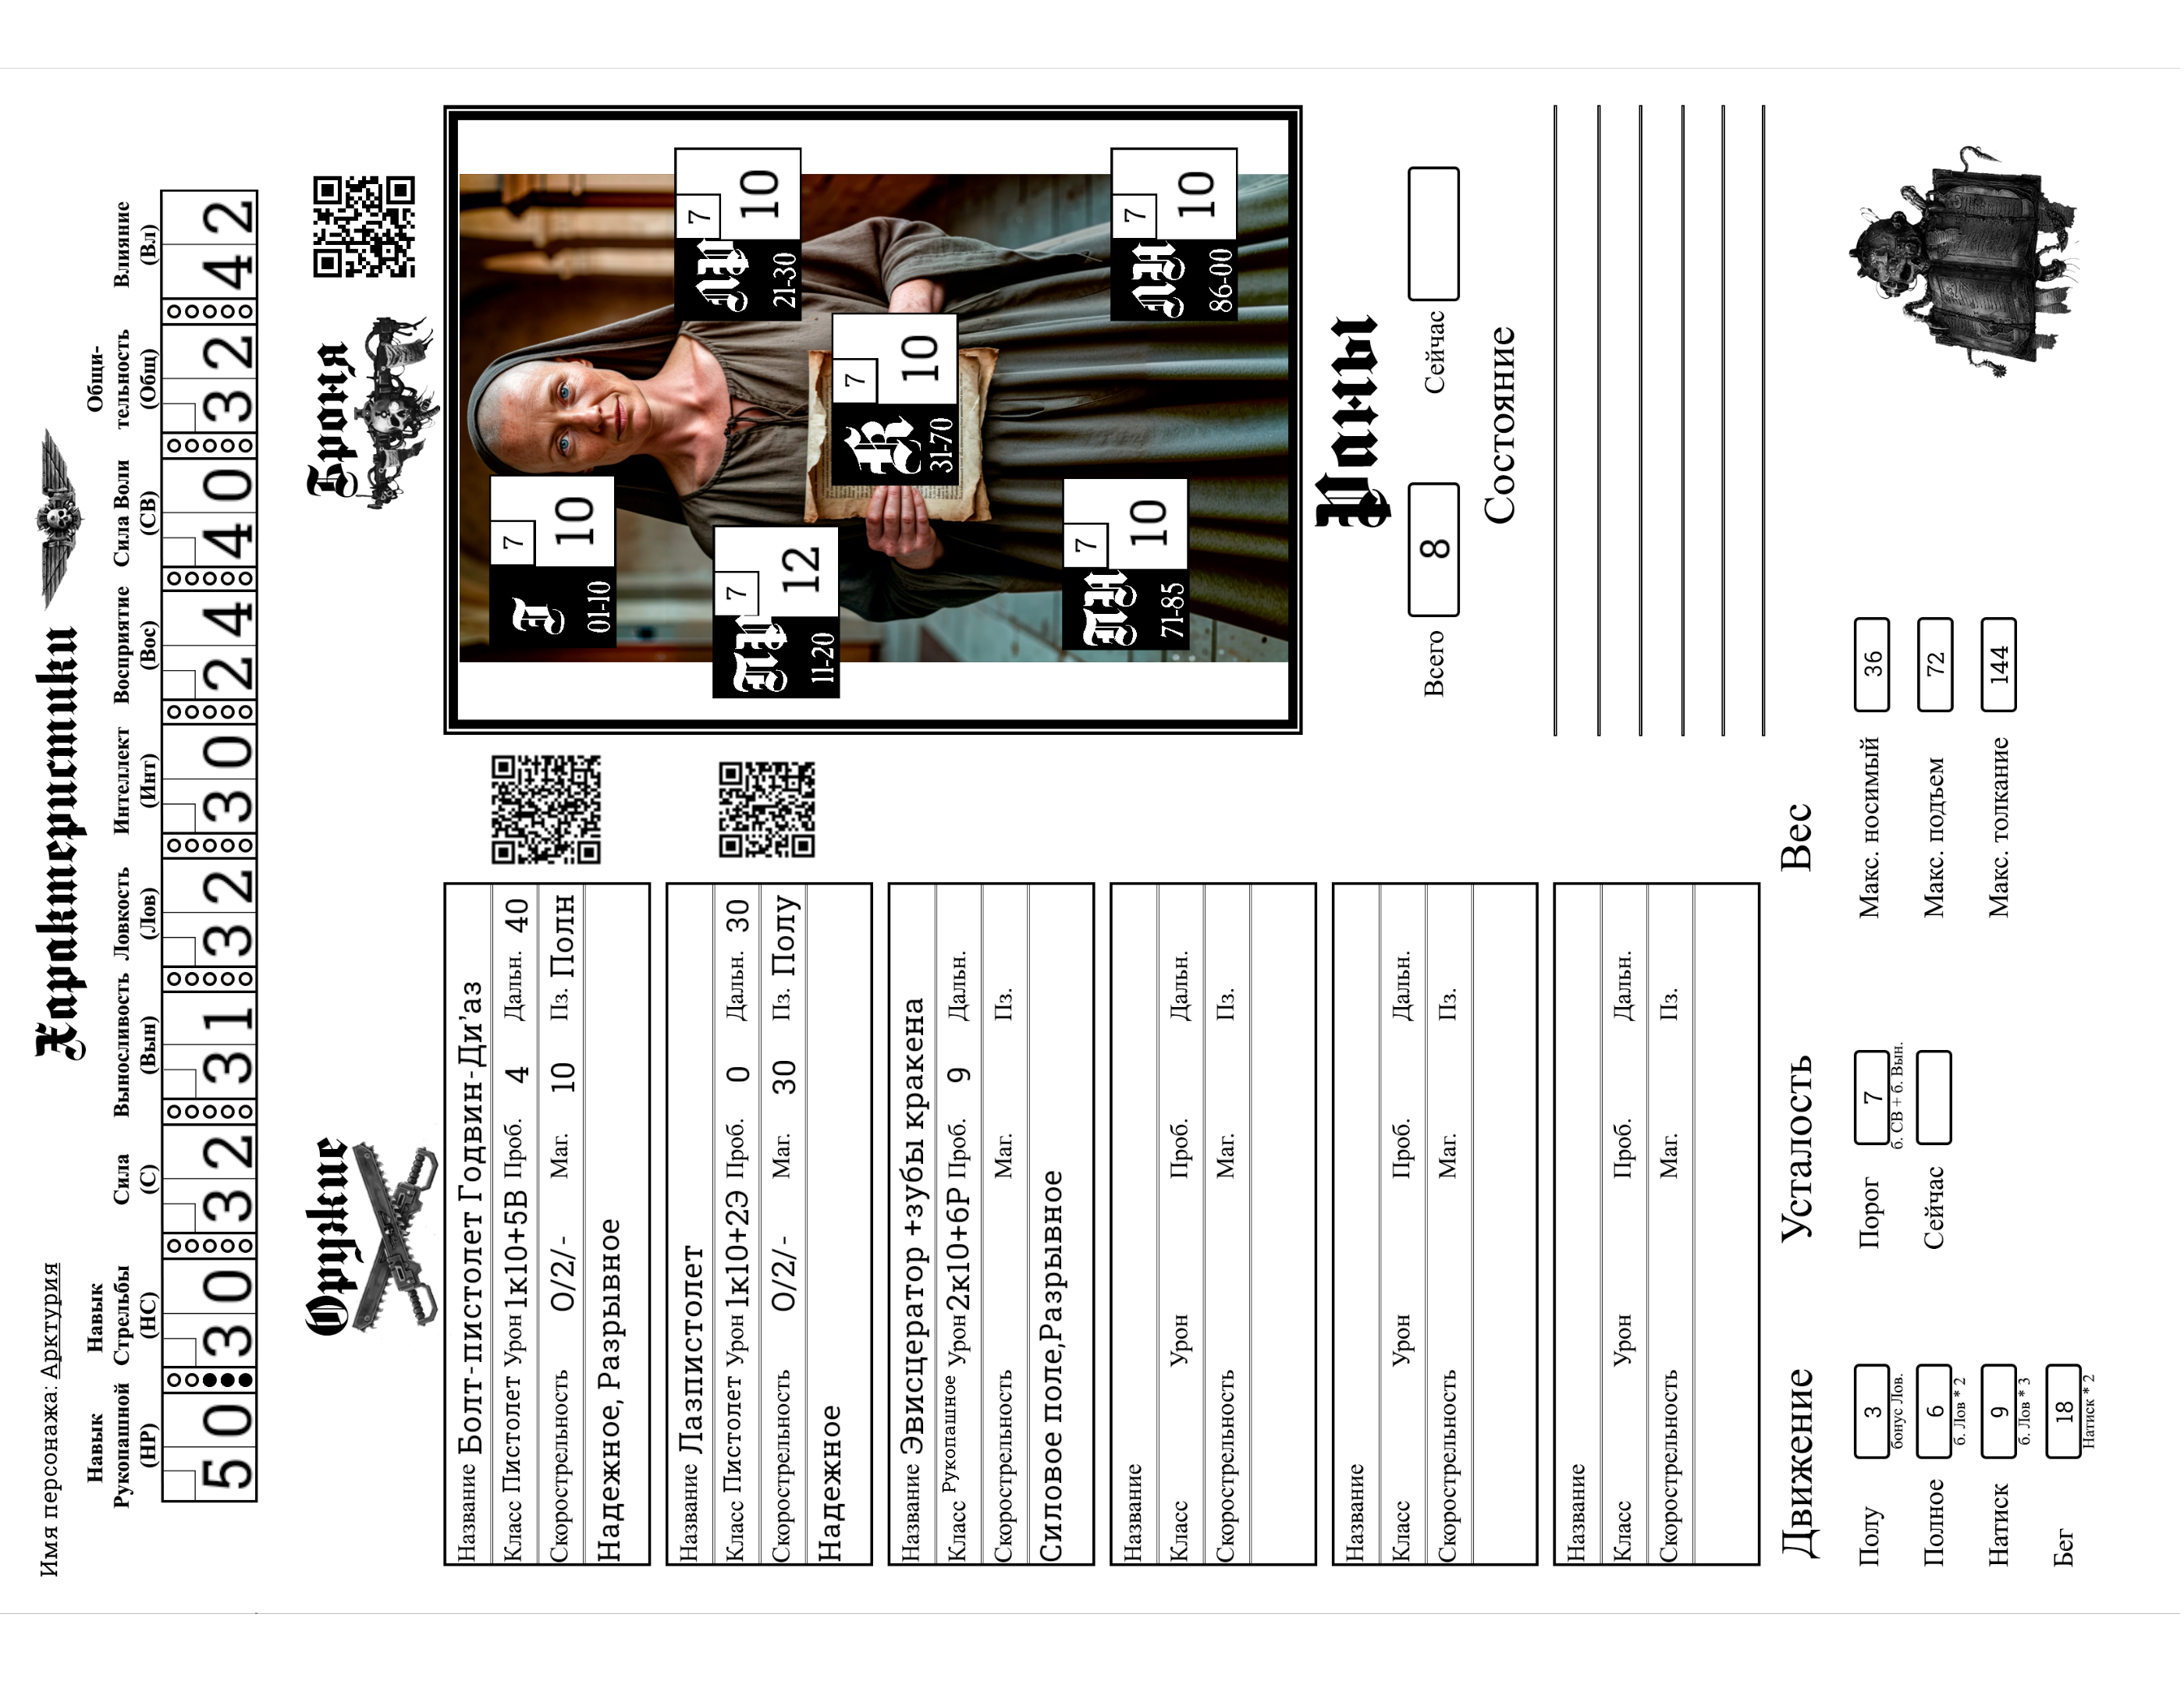 Имя персонажа: Арктурия
Характеристики
Навык Рукопашной (НР)
50
Навык Стрельбы (НС)
30
Сила (С)
32
Выносливость (Вын)
31
Ловкость (Лов)
32
Интеллект (Инт)
30
Восприятие (Вос)
24
Сила Воли (СВ)
40
Общи-
тельность (Общ)
32
Влияние (Вл)
42
Оружие
Название Болт-пистолет Годвин-Ди'аз
Класс Пистолет Урон 1к10+5В Проб. 4 Дальн. 40
Скорострельность О/2/- Маг. 10 Пз. Полн
Надежное, Разрывное
Название Лазпистолет
Класс Пистолет Урон 1к10+2Э Проб. 0 Дальн. 30
Скорострельность О/2/- Маг. 30 Пз. Полу
Надежное
Название Эвисцератор +зубы кракена
Класс Рукопашное Урон 2к10+6Р Проб. 9 Дальн.
Скорострельность Маг. Пз.
Силовое поле,Разрывное
Название
Класс Урон Проб. Дальн.
Скорострельность Маг. Пз.
Название
Класс Урон Проб. Дальн.
Скорострельность Маг. Пз.
Название
Класс Урон Проб. Дальн.
Скорострельность Маг. Пз.
Броня
Г 7
01-10 10
ПР 7
11-20 12
ЛР 7
21-30 10
К 7
31-70 10
ПН 7
71-85 10
ЛН 7
86-00 10
Раны
Всего 8 Сейчас
Состояние
Движение
Полу 3
бонус Лов.
Полное 6
б. Лов * 2
Натиск 9
б. Лов * 3
Бег 18
Натиск * 2
Усталость
Порог 7
б. СВ + б. Вын.
Сейчас
Вес
Макс. носимый 36
Макс. подъем 72
Макс. толкание 144